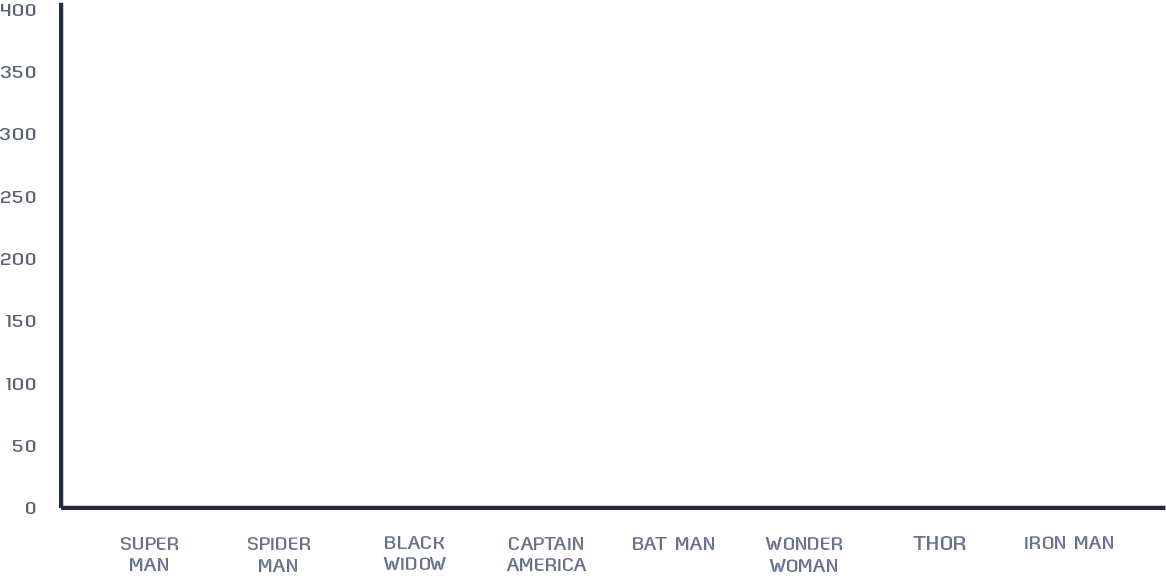 400
350
300
250
200
150
100
50
0
SUPER
MAN
SPIDER
MAN
BLACK
WIDOW
CAPTAIN
AMERICA
BAT MAN
WONDER
WOMAN
THOR
IRON MAN